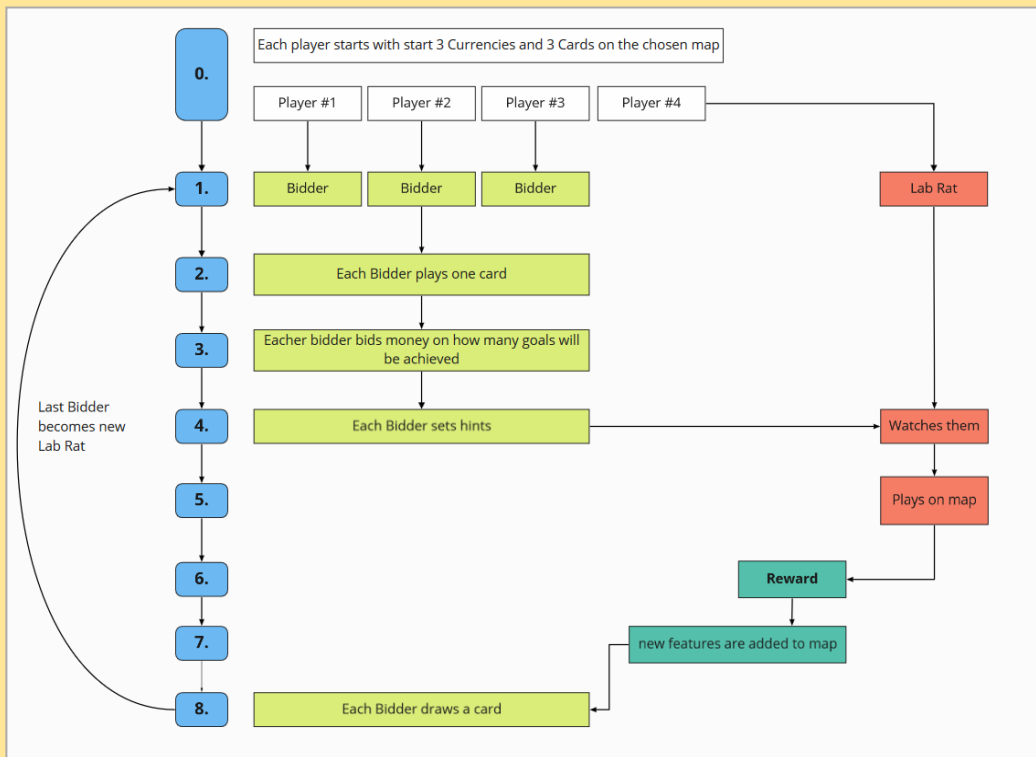 0.
Each player starts with start 3 Currencies and 3 Cards on the chosen map
Player #1
Player #2
Player #3
Player #4
1.
Bidder
Bidder
Bidder
Lab Rat
2.
Each Bidder plays one card
3.
Eacher bidder bids money on how many goals will
be achieved
Last Bidder
becomes new
Lab Rat
4.
Each Bidder sets hints
Watches them
5.
Plays on map
6.
Reward
7.
new features are added to map
8.
Each Bidder draws a card